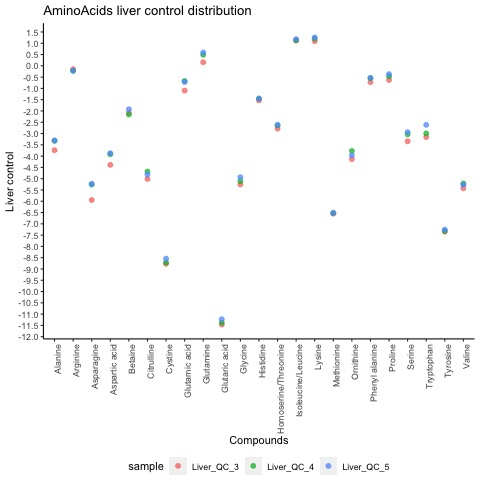 AminoAcids liver control distribution
Liver control
1.5
1.0
0.5
0.0
-0.5
-1.0
-1.5
-2.0
-2.5
-3.0
-3.5
-4.0
-4.5
-5.0
-5.5
-6.0
-6.5
-7.0
-7.5
-8.0
-8.5
-9.0
-9.5
-10.0
-10.5
-11.0
-11.5
-12.0
Alanine
Arginine
Asparagine
Aspartic acid
Betaine
Citrulline
Cystine
Glutamic acid
Glutamine
Glutaric acid
Glycine
Histidine
Homoserine/Threonine
Isoleucine/Leucine
Lysine
Methionine
Ornithine
Phenyl alanine
Proline
Serine
Tryptophan
Tyrosine
Valine
Compounds
sample Liver_QC_3 Liver_QC_4 Liver_QC_5